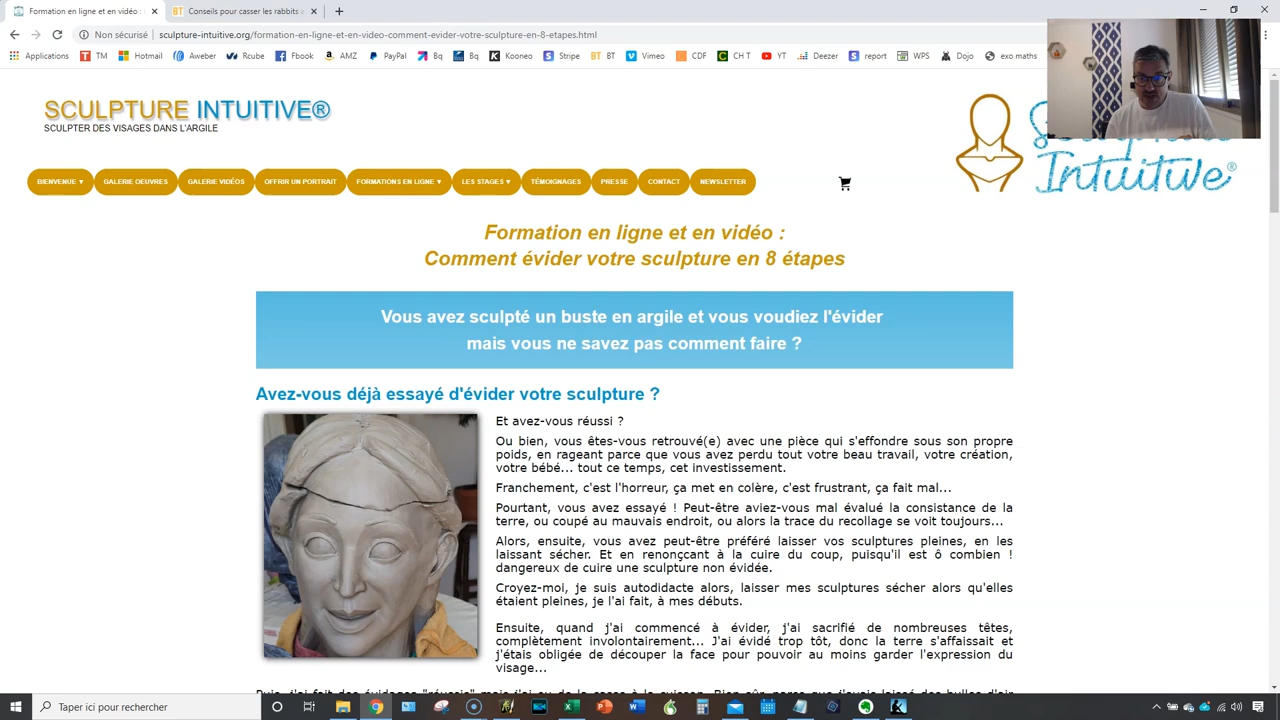 Formation en ligne et en vidéo :
Conseils pour casser les rabbits
Non sécurisé | sculpture-intuitive.org/formation-en-ligne-et-en-video-comment-evider-votre-sculpture-en-8-etapes.html
Applications TM Hotmail Aweber Rcube Fbook AMZ PayPal Bq Bq Kooneo Stripe BT Vimeo CDF CH T YT Deezer report WPS Dojo exo maths
SCULPTURE INTUITIVE®
SCULPTER DES VISAGES DANS L'ARGILE
Intuitive®
BIENVENUE ▼ GALERIE OEUVRES GALERIE VIDÉOS OFFRIR UN PORTRAIT FORMATIONS EN LIGNE ▼ LES STAGES ▼ TÉMOIGNAGES PRESSE CONTACT NEWSLETTER
Formation en ligne et en vidéo :
Comment évider votre sculpture en 8 étapes
Vous avez sculpté un buste en argile et vous voudiez l'évider
mais vous ne savez pas comment faire ?
Avez-vous déjà essayé d'évider votre sculpture ?
Et avez-vous réussi ?
Ou bien, vous êtes-vous retrouvé(e) avec une pièce qui s'effondre sous son propre
poids, en rageant parce que vous avez perdu tout votre beau travail, votre création,
votre bébé... tout ce temps, cet investissement.
Franchement, c'est l'horreur, ça met en colère, c'est frustrant, ça fait mal...
Pourtant, vous avez essayé ! Peut-être aviez-vous mal évalué la consistance de la
terre, ou coupé au mauvais endroit, ou alors la trace du recollage se voit toujours...
Alors, ensuite, vous avez peut-être préféré laisser vos sculptures pleines, en les
laissant sécher. Et en renonçant à la cuire du coup, puisqu'il est ô combien !
dangereux de cuire une sculpture non évidée.
Croyez-moi, je suis autodidacte alors, laisser mes sculptures sécher alors qu'elles
étaient pleines, je l'ai fait, à mes débuts.
Ensuite, quand j'ai commencé à évider, j'ai sacrifié de nombreuses têtes,
complètement involontairement... J'ai évidé trop tôt, donc la terre s'affaissait et
j'étais obligée de découper la face pour pouvoir au moins garder l'expression du
visage...
Taper ici pour rechercher